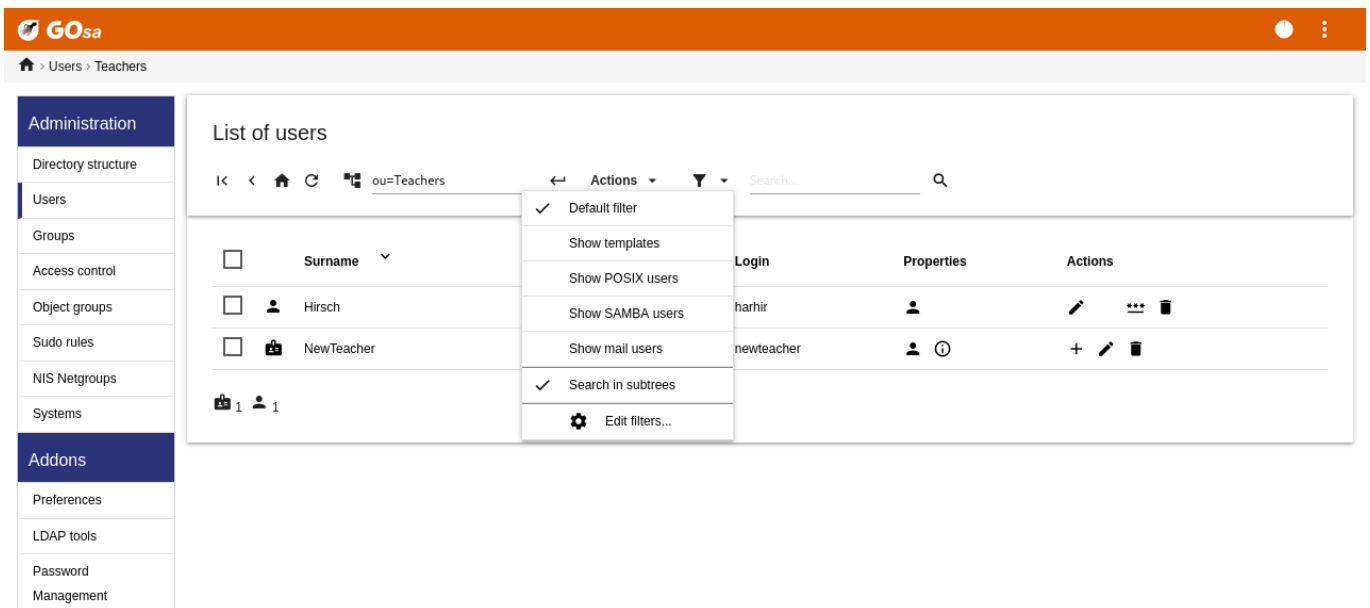 GOsa
Users › Teachers
Administration
Directory structure
Users
Groups
Access control
Object groups
Sudo rules
NIS Netgroups
Systems
Addons
Preferences
LDAP tools
Password
Management
List of users
ou=Teachers Actions Search...
Default filter
Show templates
Show POSIX users
Show SAMBA users
Show mail users
Search in subtrees
Edit filters...
Surname Login Properties Actions
Hirsch harhir
NewTeacher newteacher
1 1